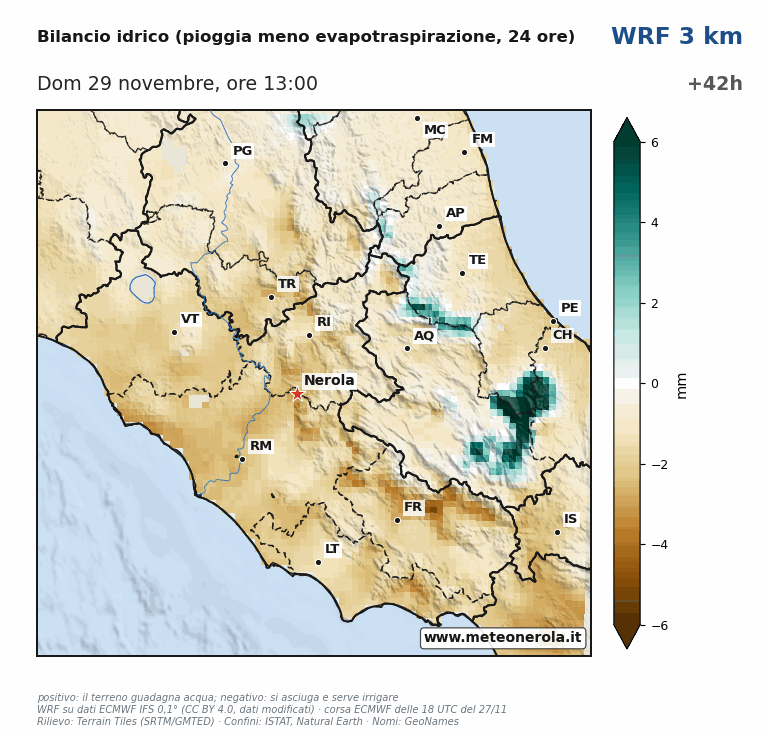 Bilancio idrico (pioggia meno evapotraspirazione, 24 ore)
WRF 3 km
Dom 29 novembre, ore 13:00
+42h
MC
FM
PG
AP
TE
TR
PE
VT
RI
CH
AQ
Nerola
RM
FR
IS
LT
www.meteonerola.it
6
4
2
0
−2
−4
−6
mm
positivo: il terreno guadagna acqua; negativo: si asciuga e serve irrigare
WRF su dati ECMWF IFS 0,1° (CC BY 4.0, dati modificati) · corsa ECMWF delle 18 UTC del 27/11
Rilievo: Terrain Tiles (SRTM/GMTED) · Confini: ISTAT, Natural Earth · Nomi: GeoNames